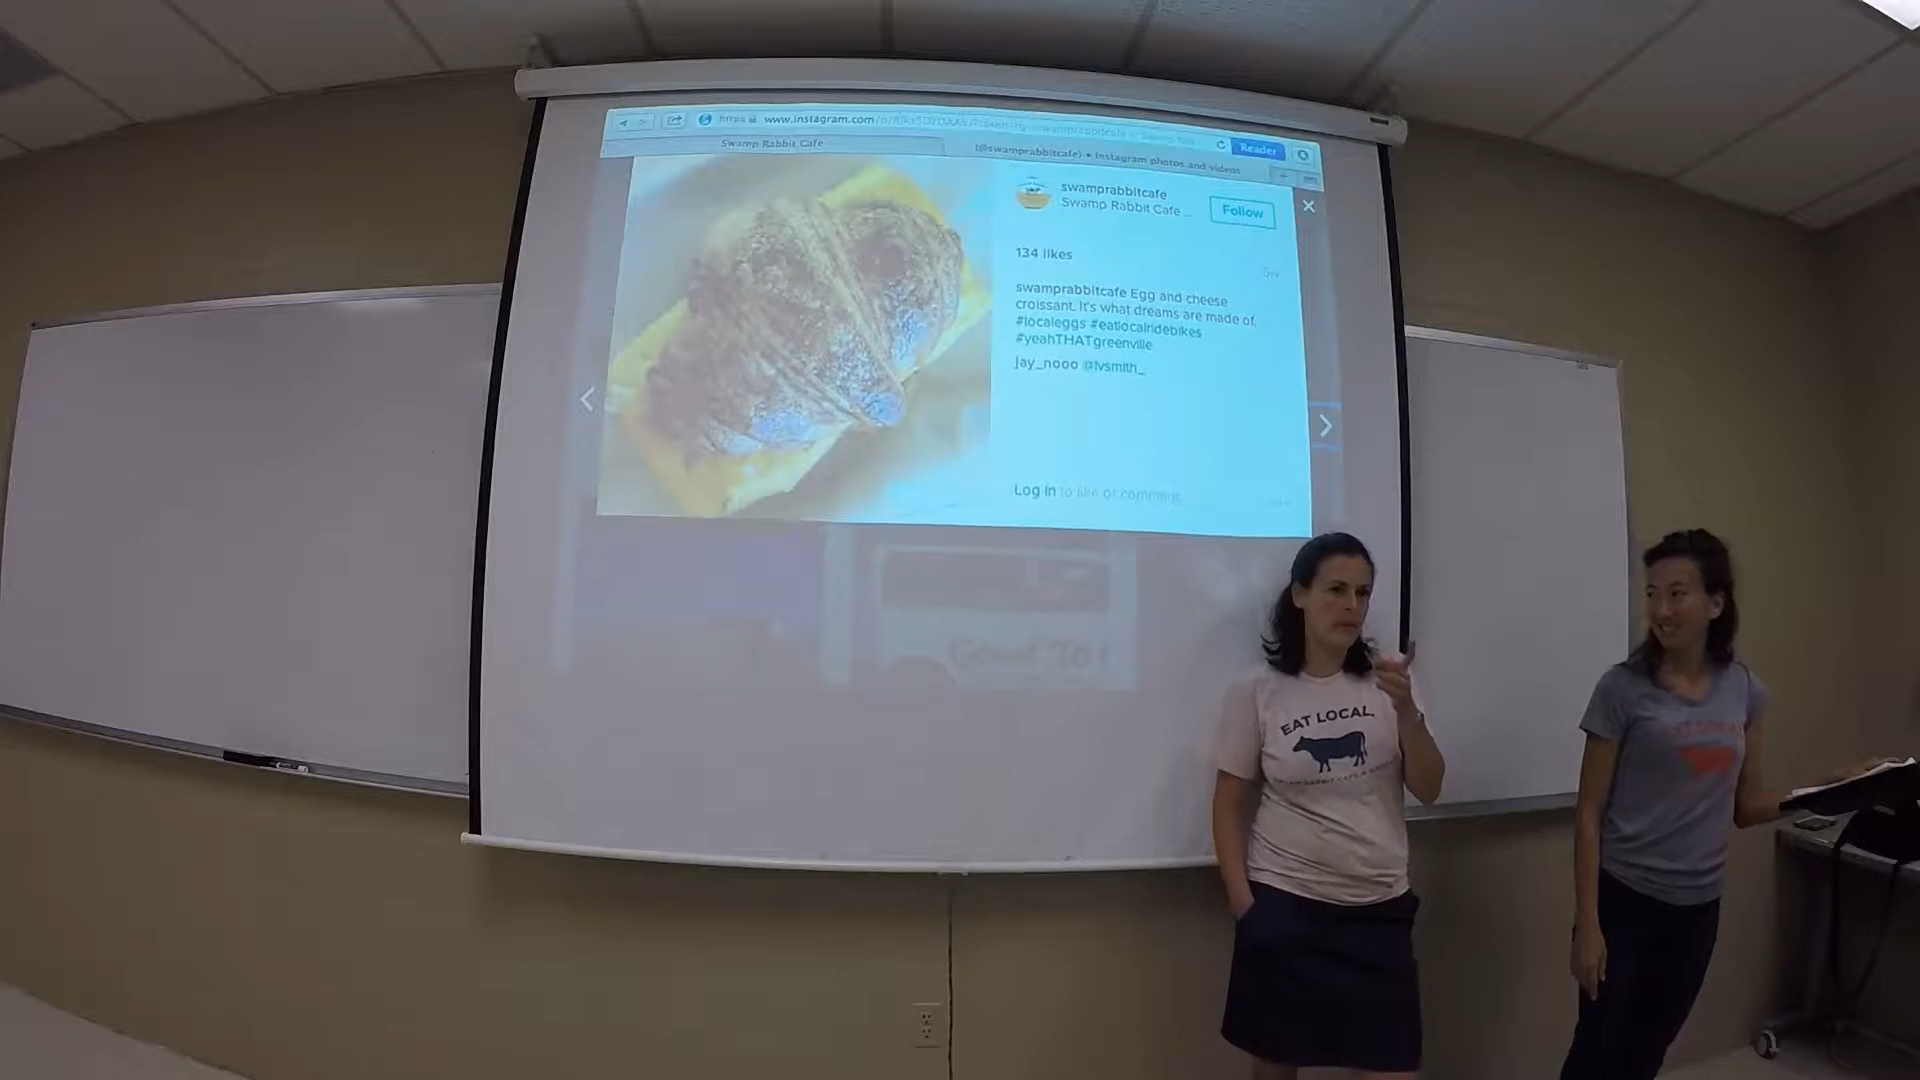 https www.instagram.com
Reader
Swamp Rabbit Cafe
(@swamprabbitcafe) • Instagram photos and videos
swamprabbitcafe
Swamp Rabbit Cafe ...
Follow
134 likes
swamprabbitcafe Egg and cheese
croissant. It's what dreams are made of.
#localeggs #eatlocalridebikes
#yeahTHATgreenville
jay_nooo @lvsmith_
Log in to like or comment.
EAT LOCAL.